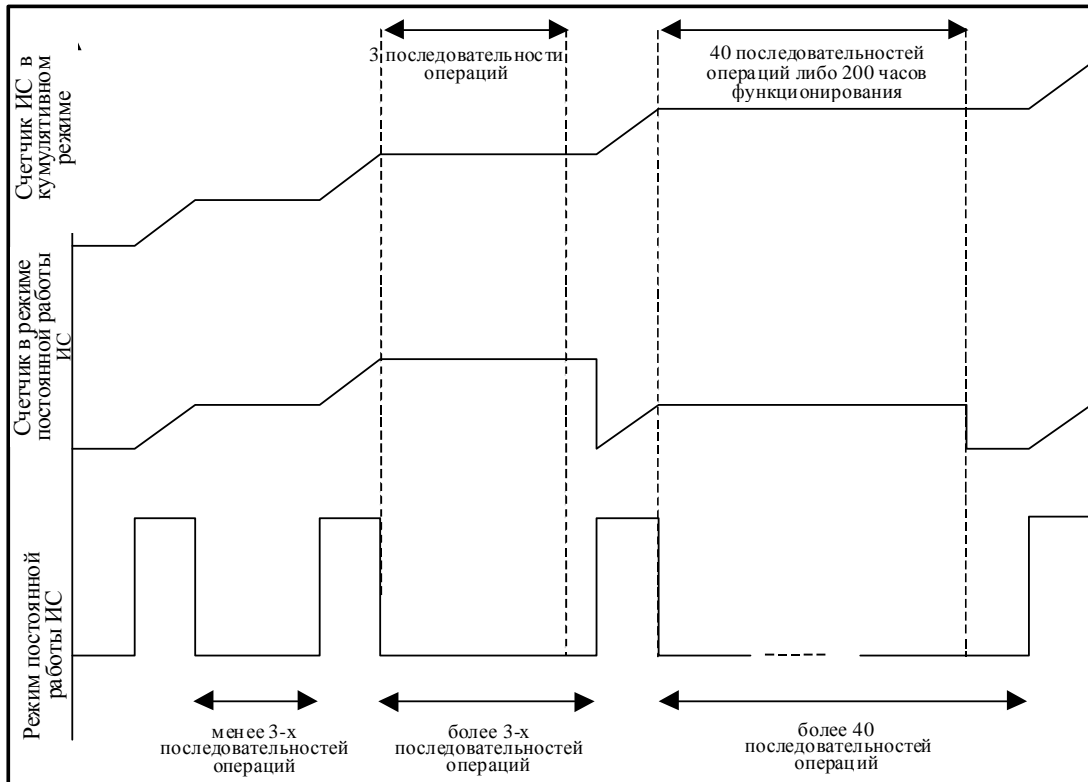 3 последовательности
операций
40 последовательностей
операций либо 200 часов
функционирования
Счетчик ИС в
кумулятивном
режиме
Счетчик в режиме
постоянной работы
ИС
Режим постоянной
работы ИС
менее 3-х
последовательностей
операций
более 3-х
последовательностей
операций
более 40
последовательностей
операций